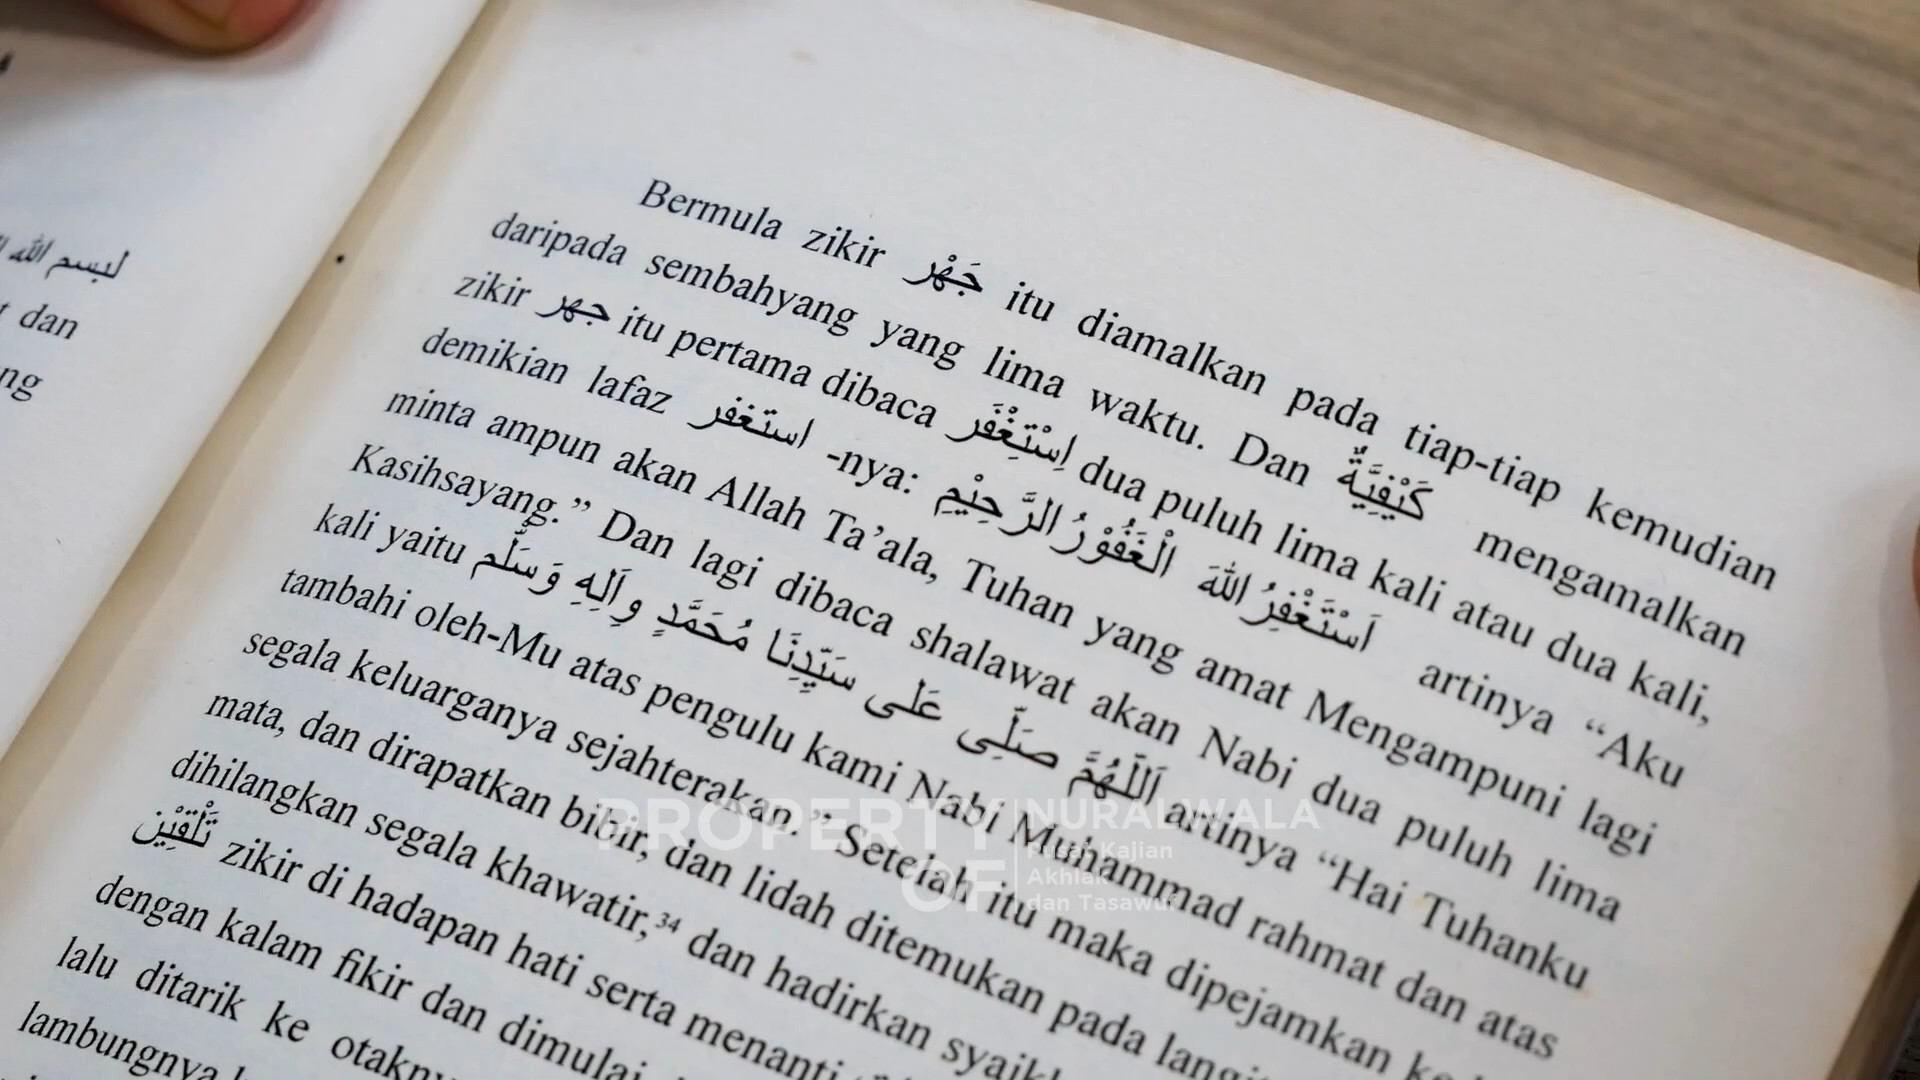 لبسم الله
dan
ng
Bermula zikir جَهْر itu diamalkan pada tiap-tiap kemudian
daripada sembahyang yang lima waktu. Dan كَيْفِيَّةٌ mengamalkan
zikir جهر itu pertama dibaca اِسْتِغْفَر dua puluh lima kali atau dua kali,
demikian lafaz استغفر -nya: اَسْتَغْفِرُ اللهَ الْغَفُوْرُ الرَّحِيْمِ artinya “Aku
minta ampun akan Allah Ta’ala, Tuhan yang amat Mengampuni lagi
Kasihsayang.” Dan lagi dibaca shalawat akan Nabi dua puluh lima
kali yaitu اَللّٰهُمَّ صَلِّى عَلى سَيِّدِنَا مُحَمَّدٍ وِاَلِهِ وَسَلِّم artinya “Hai Tuhanku
tambahi oleh-Mu atas pengulu kami Nabi Muhammad rahmat dan atas
segala keluarganya sejahterakan.” Setelah itu maka dipejamkan
mata, dan dirapatkan bibir, dan lidah ditemukan pada
dihilangkan segala khawatir,³⁴ dan hadirkan
تَلْقِيْن zikir di hadapan hati serta menanti
dengan kalam fikir dan dimulai
lalu ditarik ke
lambungnya
PROPERTY OF
NURALWALA
Pusat Kajian
Akhlak
dan Tasawuf